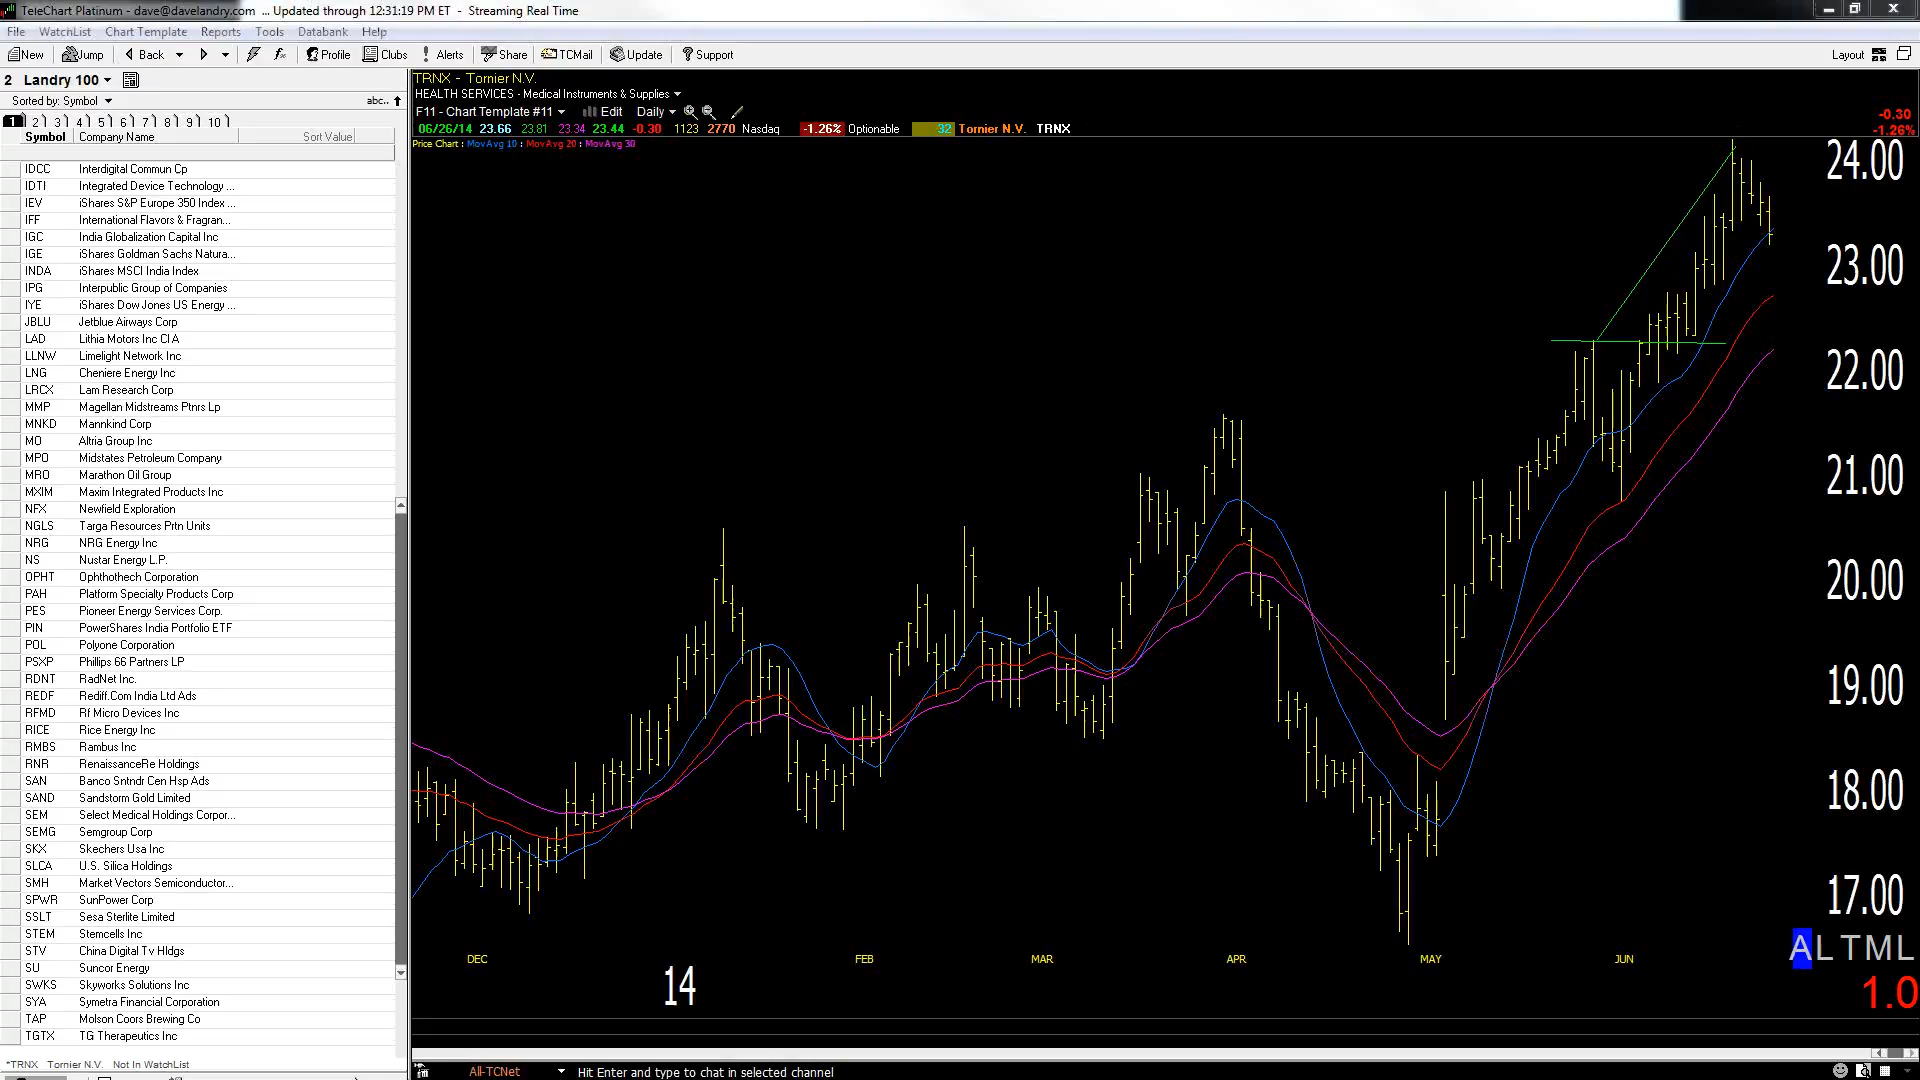 TeleChart Platinum - dave@davelandry.com ... Updated through 12:31:19 PM ET - Streaming Real Time
File WatchList Chart Template Reports Tools Databank Help
New Jump Back Profile Clubs Alerts Share TCMail Update Support Layout
2 Landry 100
Sorted by: Symbol abc..
1 2 3 4 5 6 7 8 9 10
Symbol Company Name Sort Value
IDCC Interdigital Commun Cp
IDTI Integrated Device Technology ...
IEV iShares S&P Europe 350 Index ...
IFF International Flavors & Fragran...
IGC India Globalization Capital Inc
IGE iShares Goldman Sachs Natura...
INDA iShares MSCI India Index
IPG Interpublic Group of Companies
IYE iShares Dow Jones US Energy ...
JBLU Jetblue Airways Corp
LAD Lithia Motors Inc Cl A
LLNW Limelight Network Inc
LNG Cheniere Energy Inc
LRCX Lam Research Corp
MMP Magellan Midstreams Ptnrs Lp
MNKD Mannkind Corp
MO Altria Group Inc
MPO Midstates Petroleum Company
MRO Marathon Oil Group
MXIM Maxim Integrated Products Inc
NFX Newfield Exploration
NGLS Targa Resources Prtn Units
NRG NRG Energy Inc
NS Nustar Energy L.P.
OPHT Ophthotech Corporation
PAH Platform Specialty Products Corp
PES Pioneer Energy Services Corp.
PIN PowerShares India Portfolio ETF
POL Polyone Corporation
PSXP Phillips 66 Partners LP
RDNT RadNet Inc.
REDF Rediff.Com India Ltd Ads
RFMD Rf Micro Devices Inc
RICE Rice Energy Inc
RMBS Rambus Inc
RNR RenaissanceRe Holdings
SAN Banco Sntndr Cen Hsp Ads
SAND Sandstorm Gold Limited
SEM Select Medical Holdings Corpor...
SEMG Semgroup Corp
SKX Skechers Usa Inc
SLCA U.S. Silica Holdings
SMH Market Vectors Semiconductor...
SPWR SunPower Corp
SSLT Sesa Sterlite Limited
STEM Stemcells Inc
STV China Digital Tv Hldgs
SU Suncor Energy
SWKS Skyworks Solutions Inc
SYA Symetra Financial Corporation
TAP Molson Coors Brewing Co
TGTX TG Therapeutics Inc
*TRNX Tornier N.V. Not In WatchList
TRNX - Tornier N.V.
HEALTH SERVICES - Medical Instruments & Supplies
F11 - Chart Template #11 Edit Daily
06/26/14 23.66 23.81 23.34 23.44 -0.30 1123 2770 Nasdaq -1.26% Optionable 32 Tornier N.V. TRNX
Price Chart : MovAvg 10 : MovAvg 20 : MovAvg 30
-0.30
-1.26%
24.00
23.00
22.00
21.00
20.00
19.00
18.00
17.00
DEC 14 FEB MAR APR MAY JUN
ALTML
1.0
All-TCNet Hit Enter and type to chat in selected channel